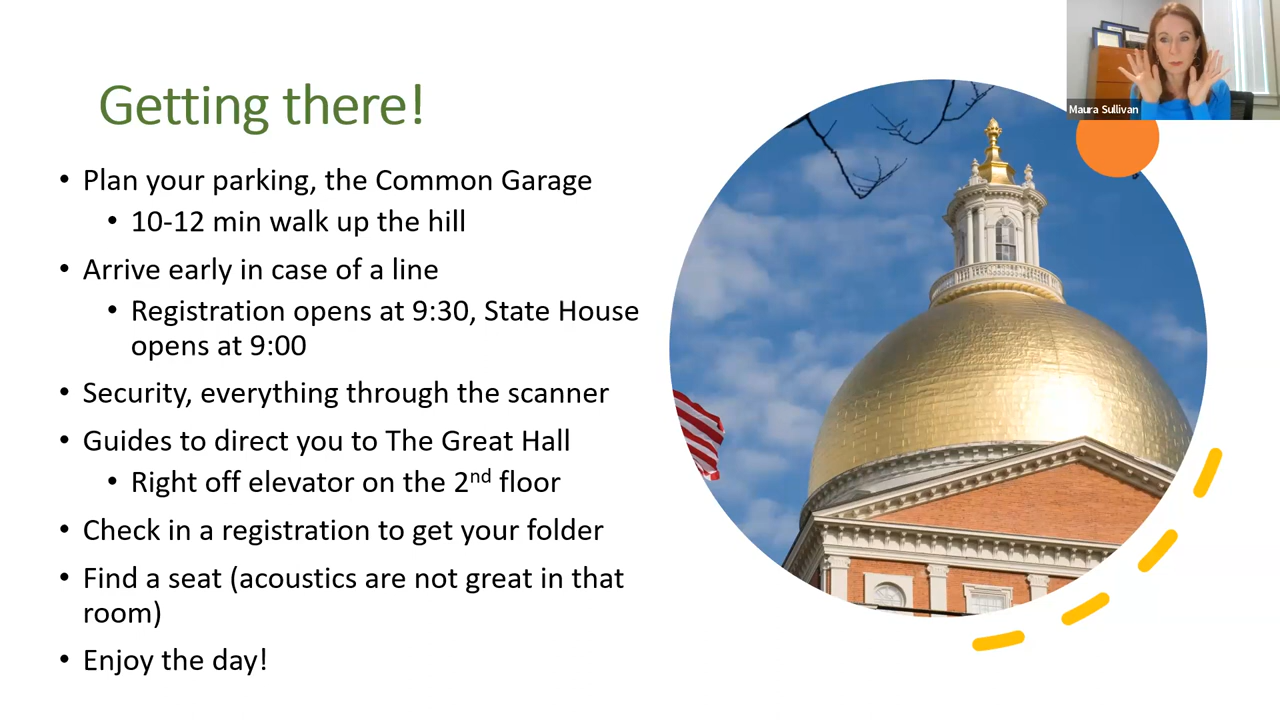 Getting there!
• Plan your parking, the Common Garage
• 10-12 min walk up the hill
• Arrive early in case of a line
• Registration opens at 9:30, State House
opens at 9:00
• Security, everything through the scanner
• Guides to direct you to The Great Hall
• Right off elevator on the 2nd floor
• Check in a registration to get your folder
• Find a seat (acoustics are not great in that
room)
• Enjoy the day!
Maura Sullivan